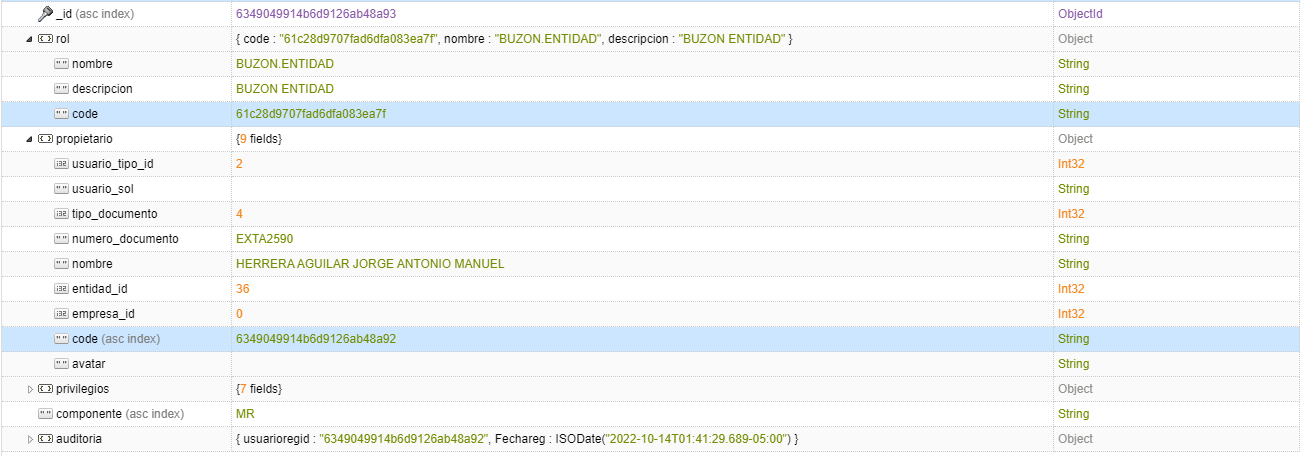 _id (asc index) 6349049914b6d9126ab48a93 ObjectId
rol { code : "61c28d9707fad6dfa083ea7f", nombre : "BUZON.ENTIDAD", descripcion : "BUZON ENTIDAD" } Object
" " nombre BUZON.ENTIDAD String
" " descripcion BUZON ENTIDAD String
" " code 61c28d9707fad6dfa083ea7f String
propietario {9 fields} Object
i32 usuario_tipo_id 2 Int32
" " usuario_sol String
i32 tipo_documento 4 Int32
" " numero_documento EXTA2590 String
" " nombre HERRERA AGUILAR JORGE ANTONIO MANUEL String
i32 entidad_id 36 Int32
i32 empresa_id 0 Int32
" " code (asc index) 6349049914b6d9126ab48a92 String
" " avatar String
privilegios {7 fields} Object
" " componente (asc index) MR String
auditoria { usuarioregid : "6349049914b6d9126ab48a92", Fechareg : ISODate("2022-10-14T01:41:29.689-05:00") } Object